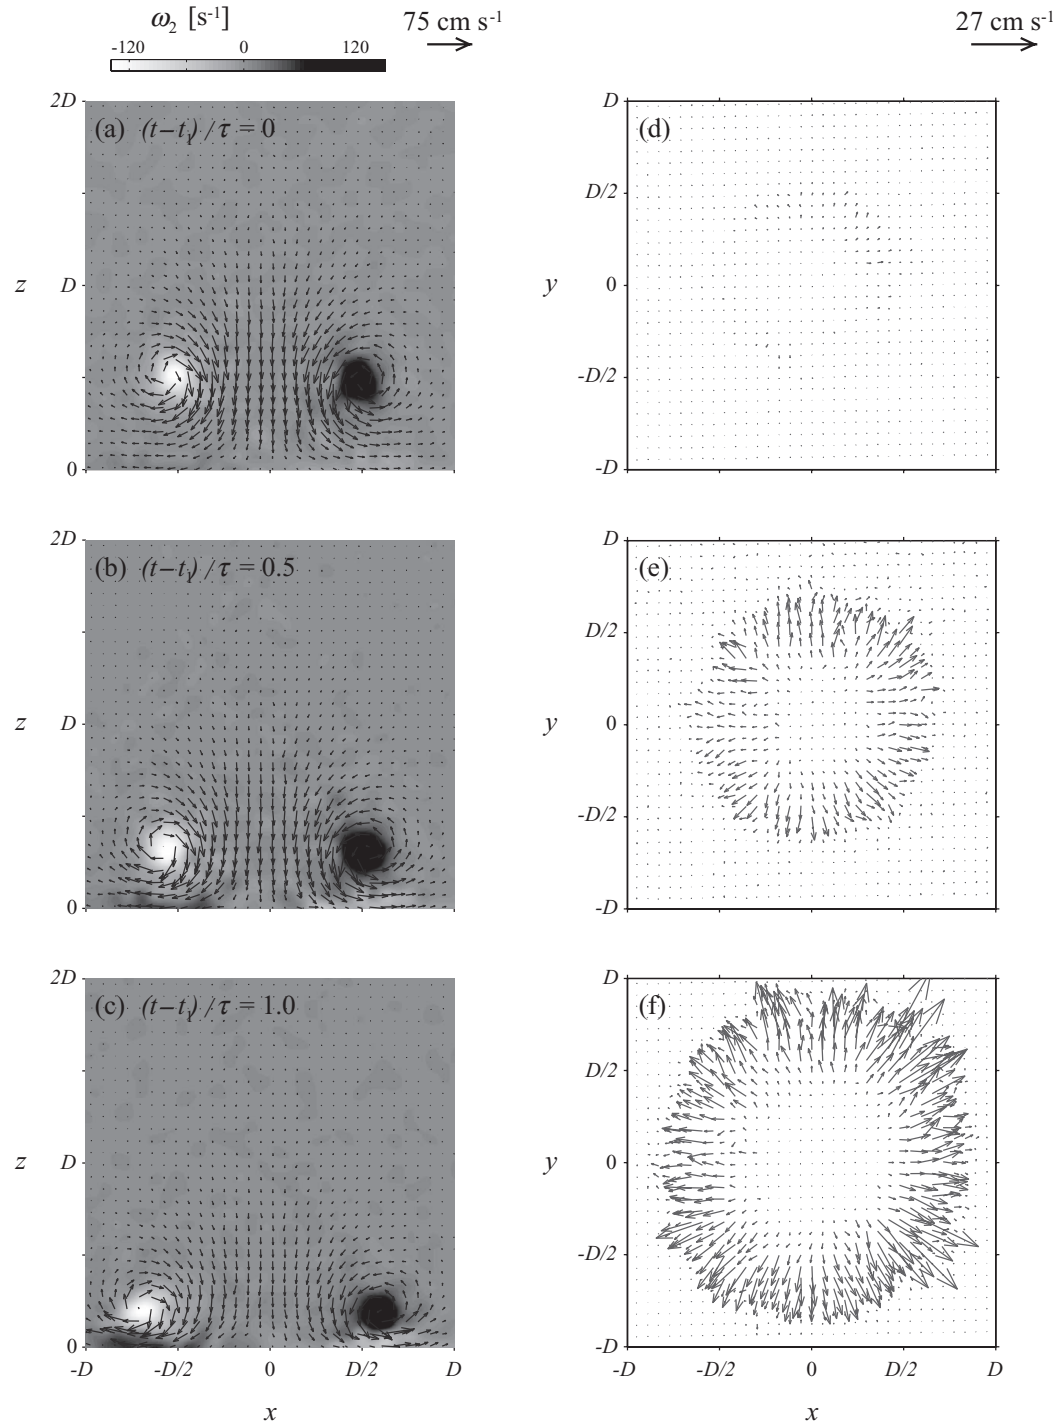 ω₂ [s⁻¹]
-120 0 120
75 cm s⁻¹
27 cm s⁻¹
(a) (t−t₁)/τ = 0
2D
z D
0
(d)
D
D/2
y 0
-D/2
-D
(b) (t−t₁)/τ = 0.5
2D
z D
0
(e)
D
D/2
y 0
-D/2
-D
(c) (t−t₁)/τ = 1.0
2D
z D
0
-D -D/2 0 D/2 D
x
(f)
D
D/2
y 0
-D/2
-D
-D -D/2 0 D/2 D
x